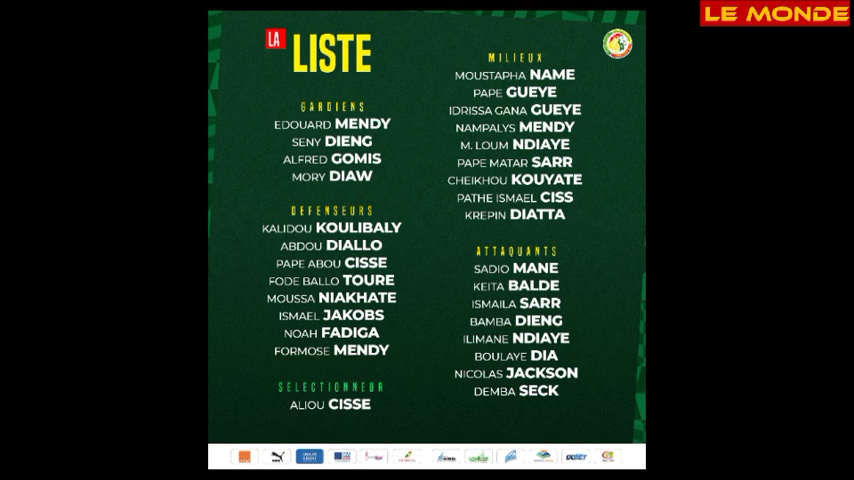 LE MONDE
LA
LISTE
GARDIENS
EDOUARD MENDY
SENY DIENG
ALFRED GOMIS
MORY DIAW
DEFENSEURS
KALIDOU KOULIBALY
ABDOU DIALLO
PAPE ABOU CISSE
FODE BALLO TOURE
MOUSSA NIAKHATE
ISMAEL JAKOBS
NOAH FADIGA
FORMOSE MENDY
SELECTIONNEUR
ALIOU CISSE
MILIEUX
MOUSTAPHA NAME
PAPE GUEYE
IDRISSA GANA GUEYE
NAMPALYS MENDY
M. LOUM NDIAYE
PAPE MATAR SARR
CHEIKHOU KOUYATE
PATHE ISMAEL CISS
KREPIN DIATTA
ATTAQUANTS
SADIO MANE
KEITA BALDE
ISMAILA SARR
BAMBA DIENG
ILIMANE NDIAYE
BOULAYE DIA
NICOLAS JACKSON
DEMBA SECK
1XBET